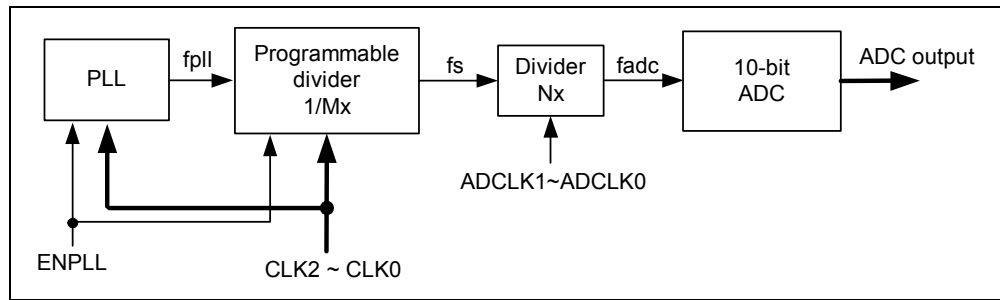 PLL
fpll
Programmable
divider
1/Mx
fs
Divider
Nx
fadc
10-bit
ADC
ADC output
ADCLK1~ADCLK0
ENPLL
CLK2 ~ CLK0